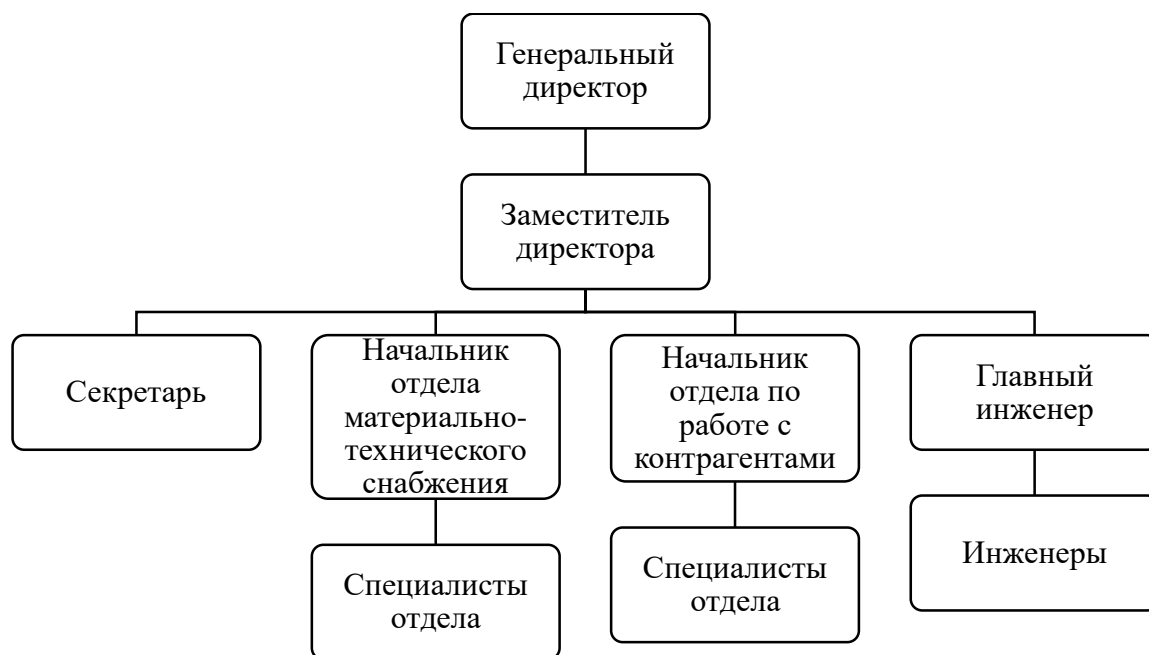 Генеральный
директор
Заместитель
директора
Секретарь
Начальник
отдела
материально-
технического
снабжения
Начальник
отдела по
работе с
контрагентами
Главный
инженер
Специалисты
отдела
Специалисты
отдела
Инженеры